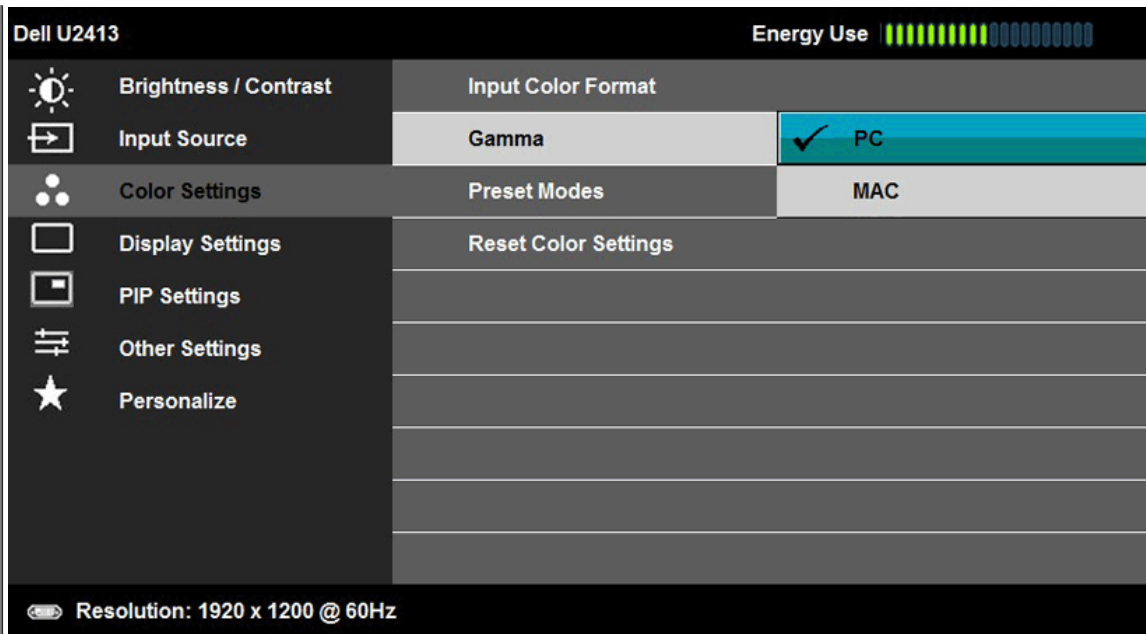 Dell U2413 Energy Use
Brightness / Contrast Input Color Format
Input Source Gamma PC
Color Settings Preset Modes MAC
Display Settings Reset Color Settings
PIP Settings
Other Settings
Personalize
Resolution: 1920 x 1200 @ 60Hz